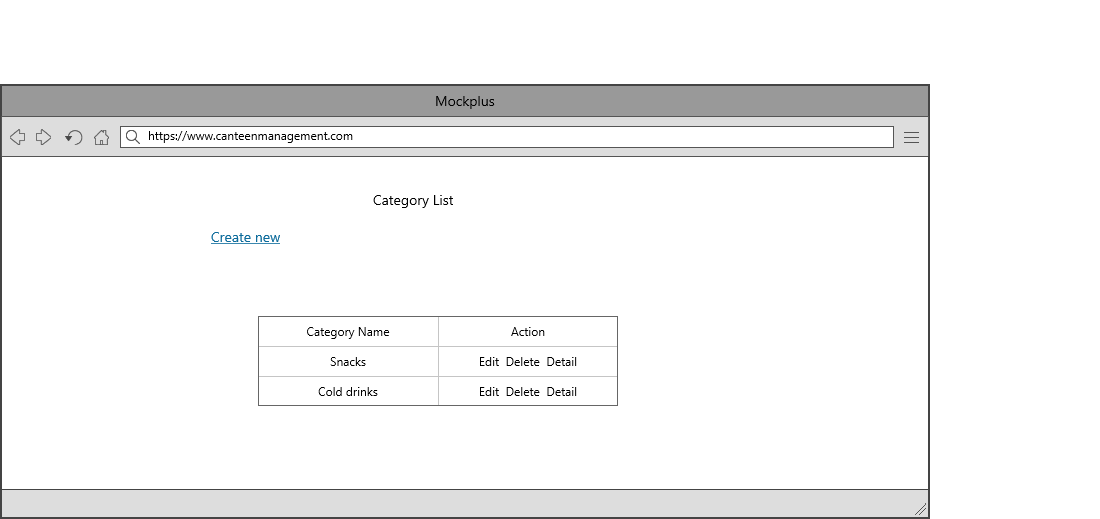 Mockplus
https://www.canteenmanagement.com
Category List
Create new
Category Name Action
Snacks Edit Delete Detail
Cold drinks Edit Delete Detail